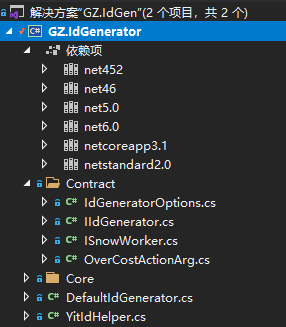 解决方案"GZ.IdGen"(2 个项目，共 2 个)
GZ.IdGenerator
依赖项
net452
net46
net5.0
net6.0
netcoreapp3.1
netstandard2.0
Contract
IdGeneratorOptions.cs
IIdGenerator.cs
ISnowWorker.cs
OverCostActionArg.cs
Core
DefaultIdGenerator.cs
YitIdHelper.cs